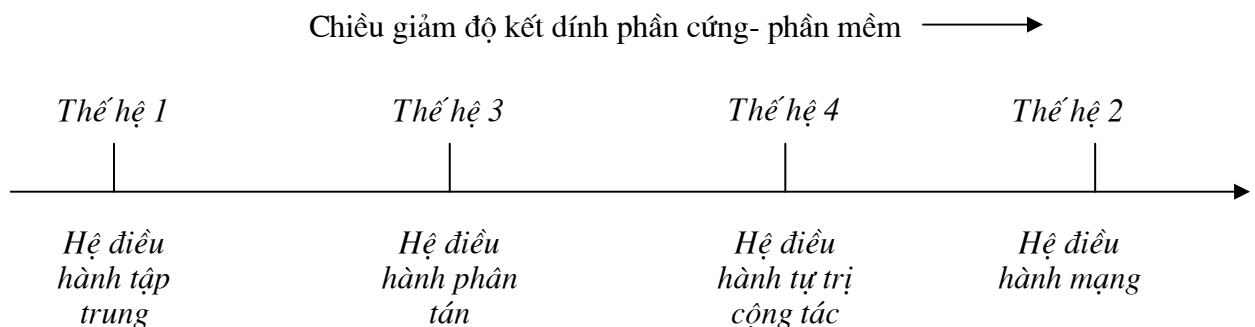 Chiều giảm độ kết dính phần cứng- phần mềm
Thế hệ 1
Thế hệ 3
Thế hệ 4
Thế hệ 2
Hệ điều
hành tập
trung
Hệ điều
hành phân
tán
Hệ điều
hành tự trị
cộng tác
Hệ điều
hành mạng